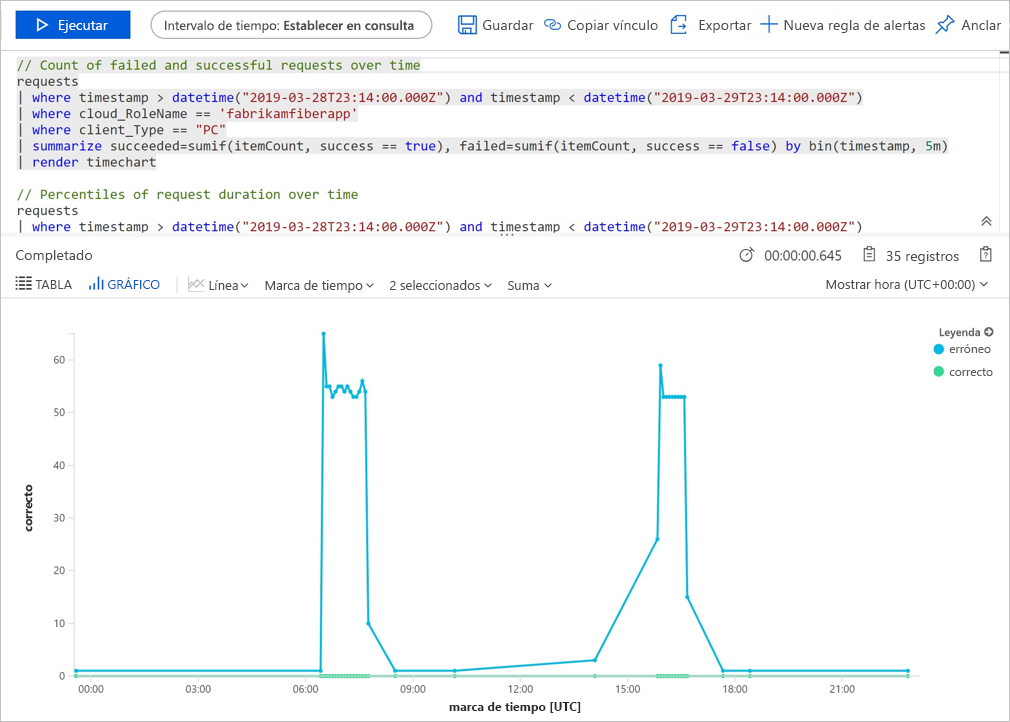 Ejecutar Intervalo de tiempo: Establecer en consulta Guardar Copiar vínculo Exportar Nueva regla de alertas Anclar
// Count of failed and successful requests over time
requests
| where timestamp > datetime("2019-03-28T23:14:00.000Z") and timestamp < datetime("2019-03-29T23:14:00.000Z")
| where cloud_RoleName == 'fabrikamfiberapp'
| where client_Type == "PC"
| summarize succeeded=sumif(itemCount, success == true), failed=sumif(itemCount, success == false) by bin(timestamp, 5m)
| render timechart
// Percentiles of request duration over time
requests
| where timestamp > datetime("2019-03-28T23:14:00.000Z") and timestamp < datetime("2019-03-29T23:14:00.000Z")
Completado 00:00:00.645 35 registros
TABLA GRÁFICO Línea Marca de tiempo 2 seleccionados Suma Mostrar hora (UTC+00:00)
Leyenda
erróneo
correcto
60
50
40
30
20
10
0
correcto
00:00 03:00 06:00 09:00 12:00 15:00 18:00 21:00
marca de tiempo [UTC]